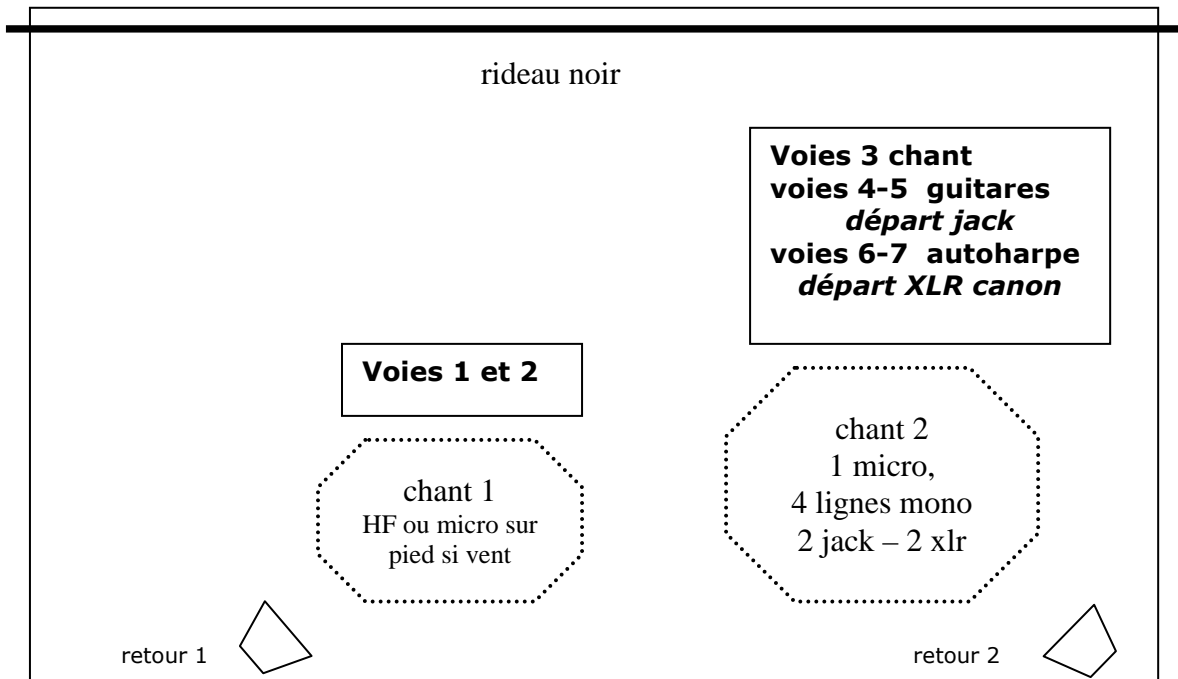 rideau noir
Voies 3 chant
voies 4-5 guitares
départ jack
voies 6-7 autoharpe
départ XLR canon
Voies 1 et 2
chant 1
HF ou micro sur
pied si vent
chant 2
1 micro,
4 lignes mono
2 jack – 2 xlr
retour 1
retour 2